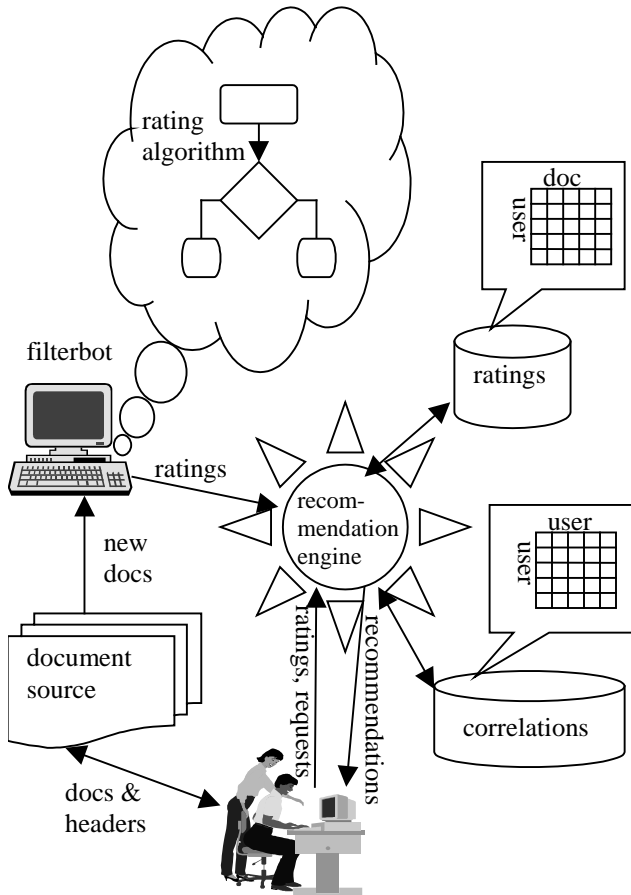 rating
algorithm
doc
user
filterbot
ratings
ratings
recom-
mendation
engine
user
user
new
docs
ratings, requests
recommendations
document
source
correlations
docs &
headers